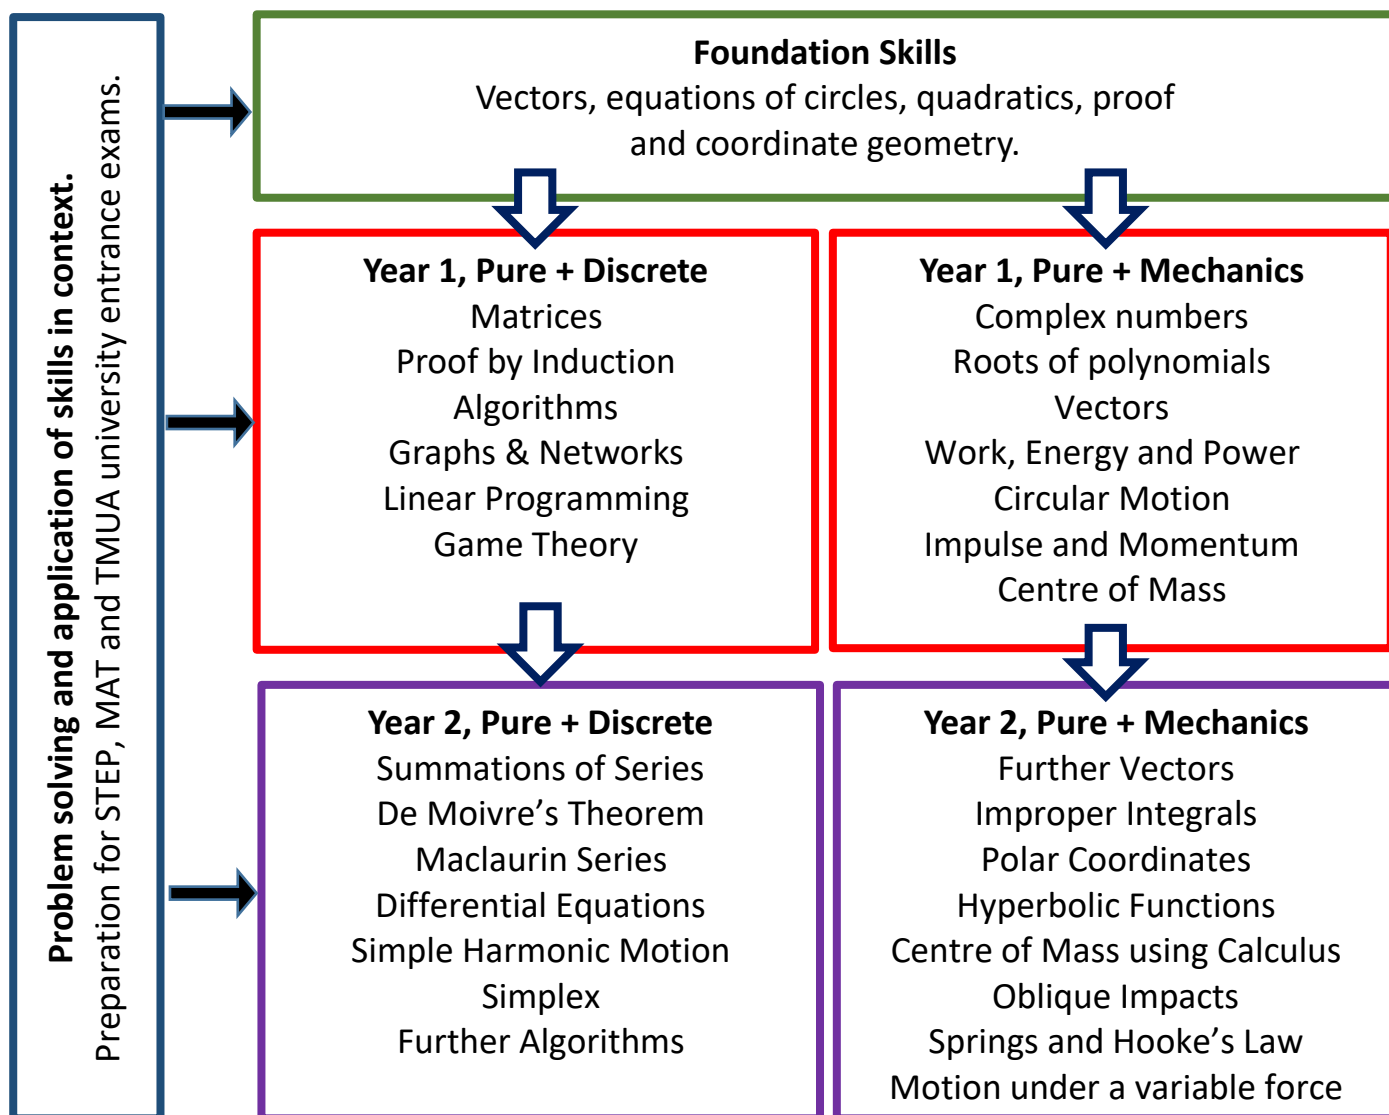 Problem solving and application of skills in context.
Preparation for STEP, MAT and TMUA university entrance exams.
Foundation Skills
Vectors, equations of circles, quadratics, proof
and coordinate geometry.
Year 1, Pure + Discrete
Matrices
Proof by Induction
Algorithms
Graphs & Networks
Linear Programming
Game Theory
Year 1, Pure + Mechanics
Complex numbers
Roots of polynomials
Vectors
Work, Energy and Power
Circular Motion
Impulse and Momentum
Centre of Mass
Year 2, Pure + Discrete
Summations of Series
De Moivre’s Theorem
Maclaurin Series
Differential Equations
Simple Harmonic Motion
Simplex
Further Algorithms
Year 2, Pure + Mechanics
Further Vectors
Improper Integrals
Polar Coordinates
Hyperbolic Functions
Centre of Mass using Calculus
Oblique Impacts
Springs and Hooke’s Law
Motion under a variable force